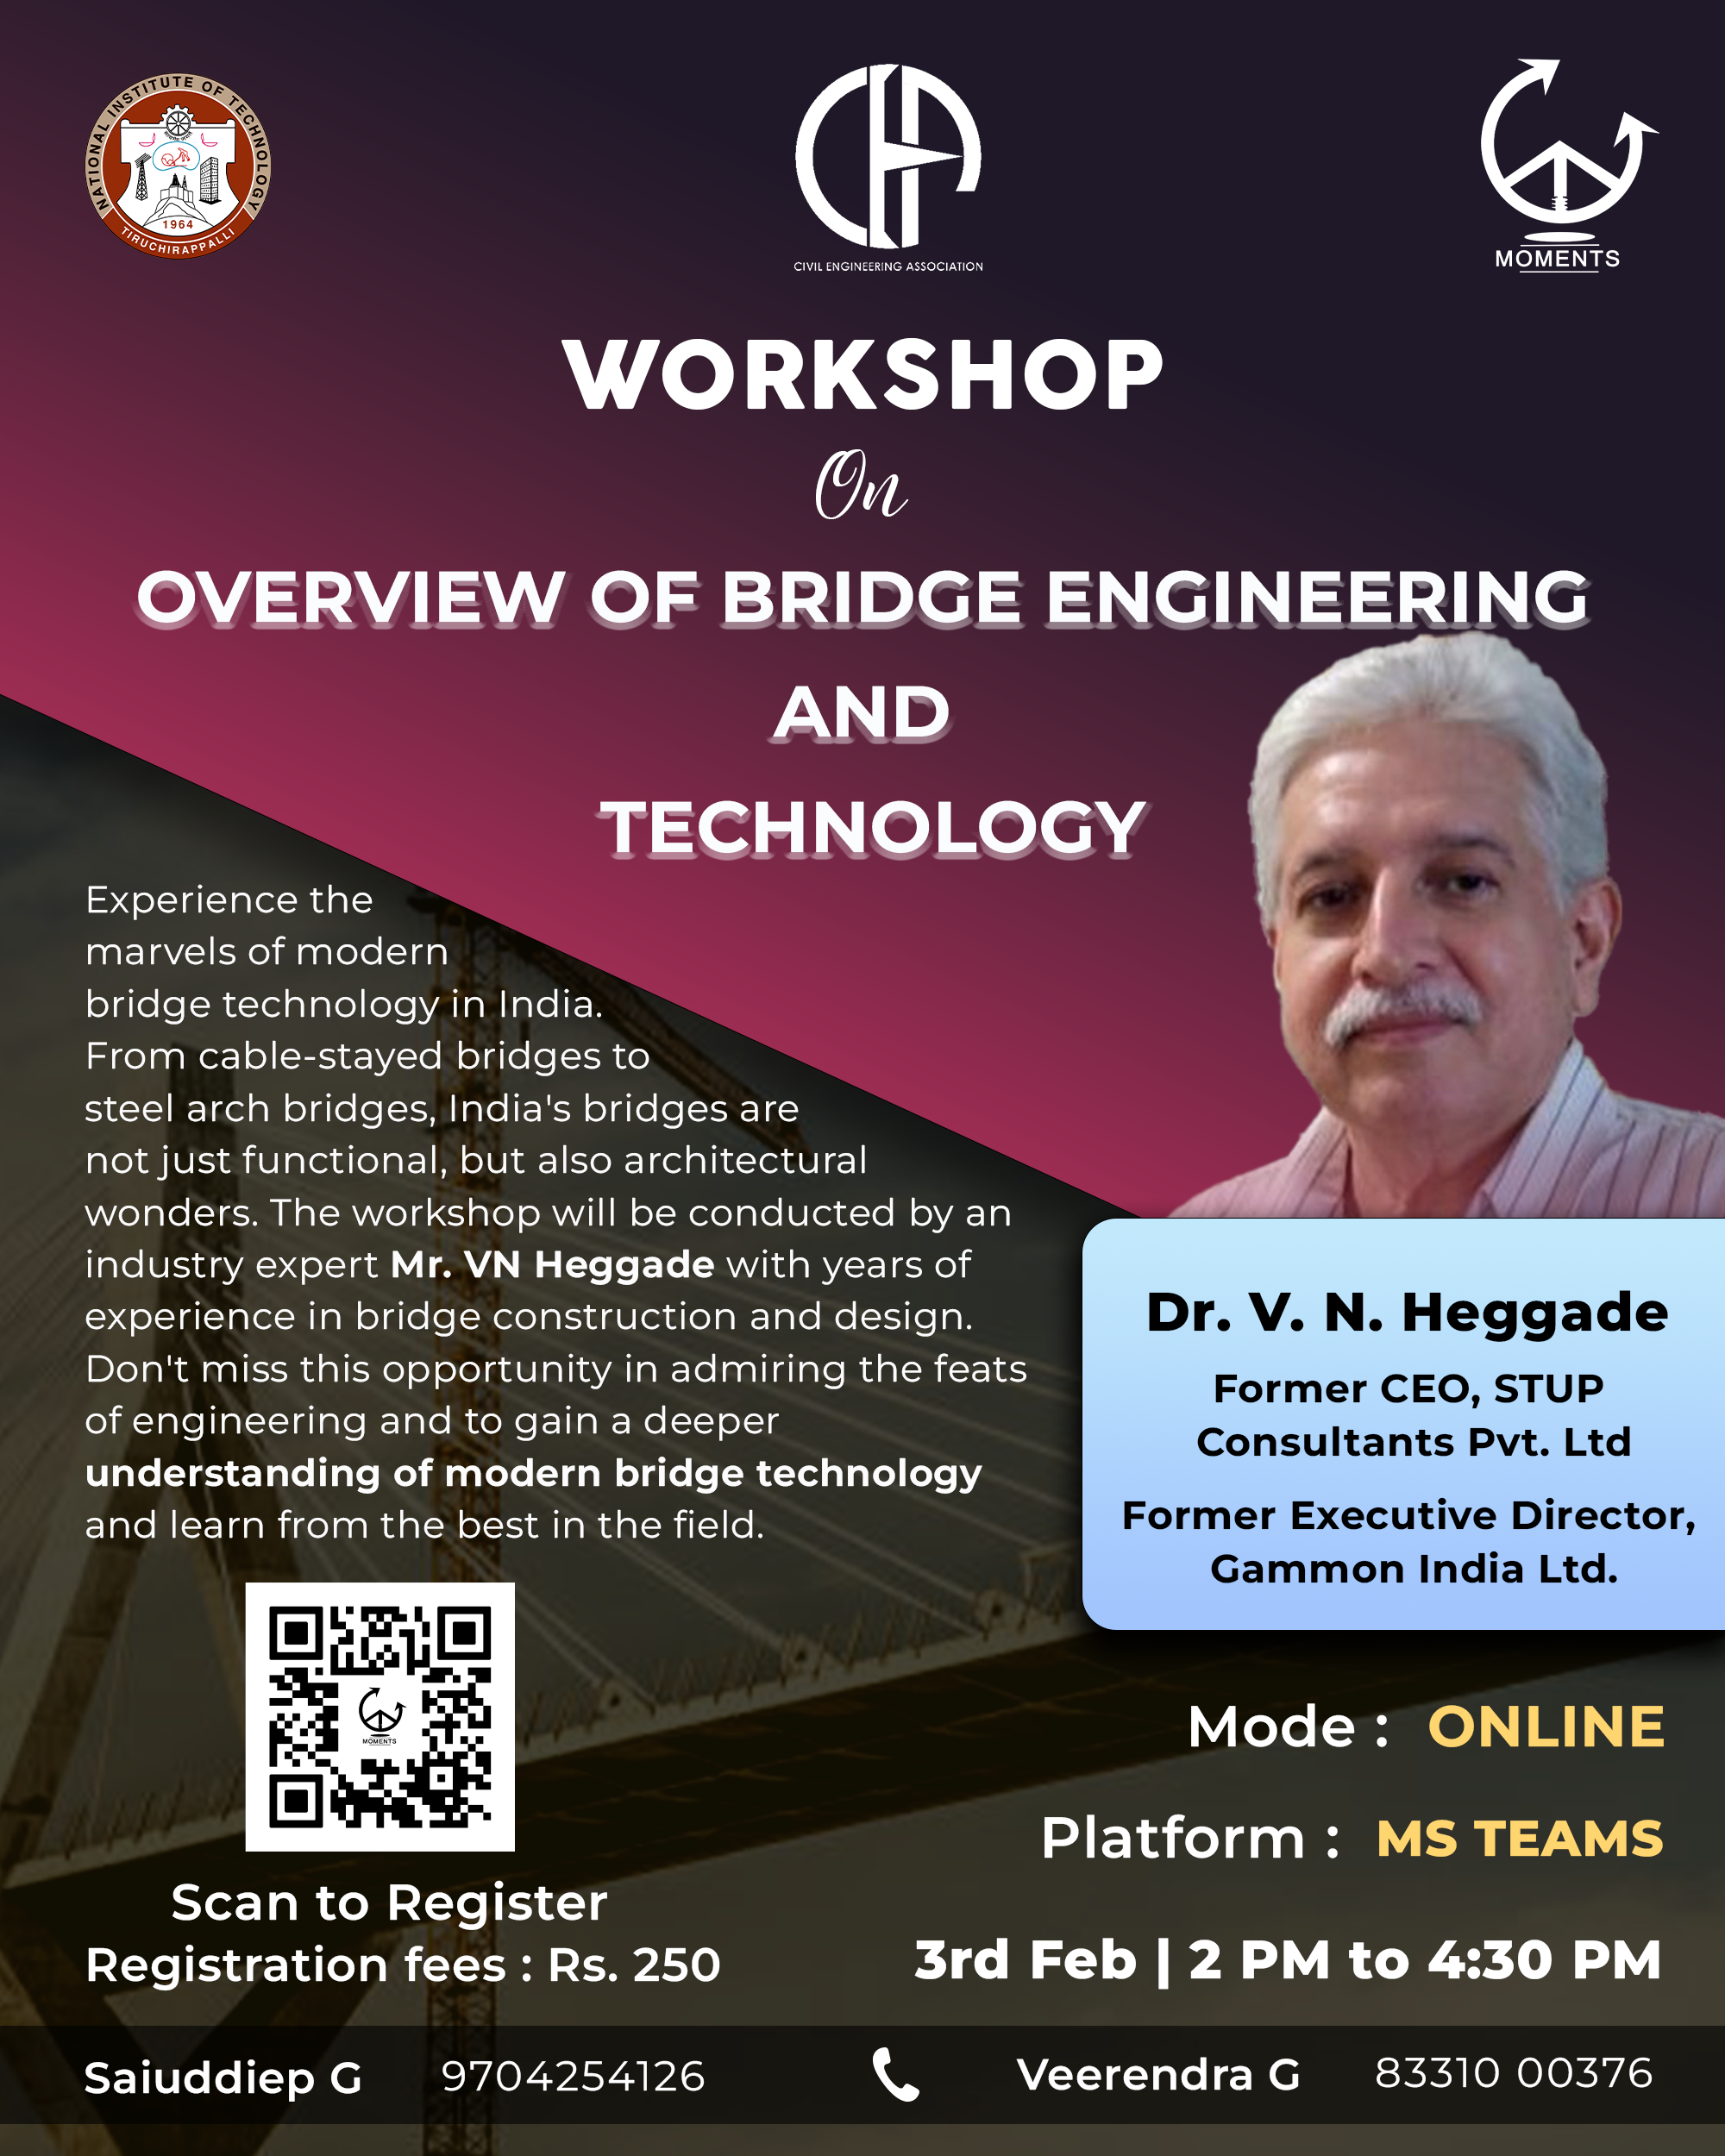 NATIONAL INSTITUTE OF TECHNOLOGY
1964
TIRUCHIRAPPALLI
CIVIL ENGINEERING ASSOCIATION
MOMENTS
WORKSHOP
On
OVERVIEW OF BRIDGE ENGINEERING
AND
TECHNOLOGY
Experience the
marvels of modern
bridge technology in India.
From cable-stayed bridges to
steel arch bridges, India's bridges are
not just functional, but also architectural
wonders. The workshop will be conducted by an
industry expert Mr. VN Heggade with years of
experience in bridge construction and design.
Don't miss this opportunity in admiring the feats
of engineering and to gain a deeper
understanding of modern bridge technology
and learn from the best in the field.
Dr. V. N. Heggade
Former CEO, STUP
Consultants Pvt. Ltd
Former Executive Director,
Gammon India Ltd.
MOMENTS
Scan to Register
Registration fees : Rs. 250
Mode : ONLINE
Platform : MS TEAMS
3rd Feb | 2 PM to 4:30 PM
Saiuddiep G 9704254126
Veerendra G 83310 00376